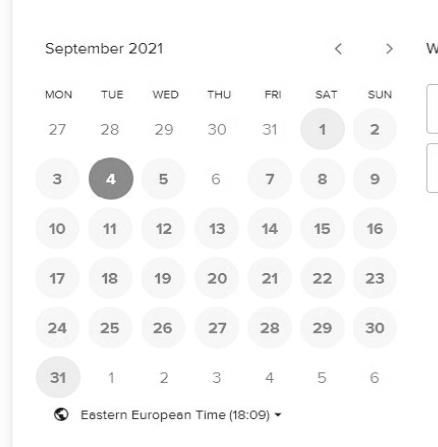 September 2021 < > W
MON TUE WED THU FRI SAT SUN
27 28 29 30 31 1 2
3 4 5 6 7 8 9
10 11 12 13 14 15 16
17 18 19 20 21 22 23
24 25 26 27 28 29 30
31 1 2 3 4 5 6
Eastern European Time (18:09)